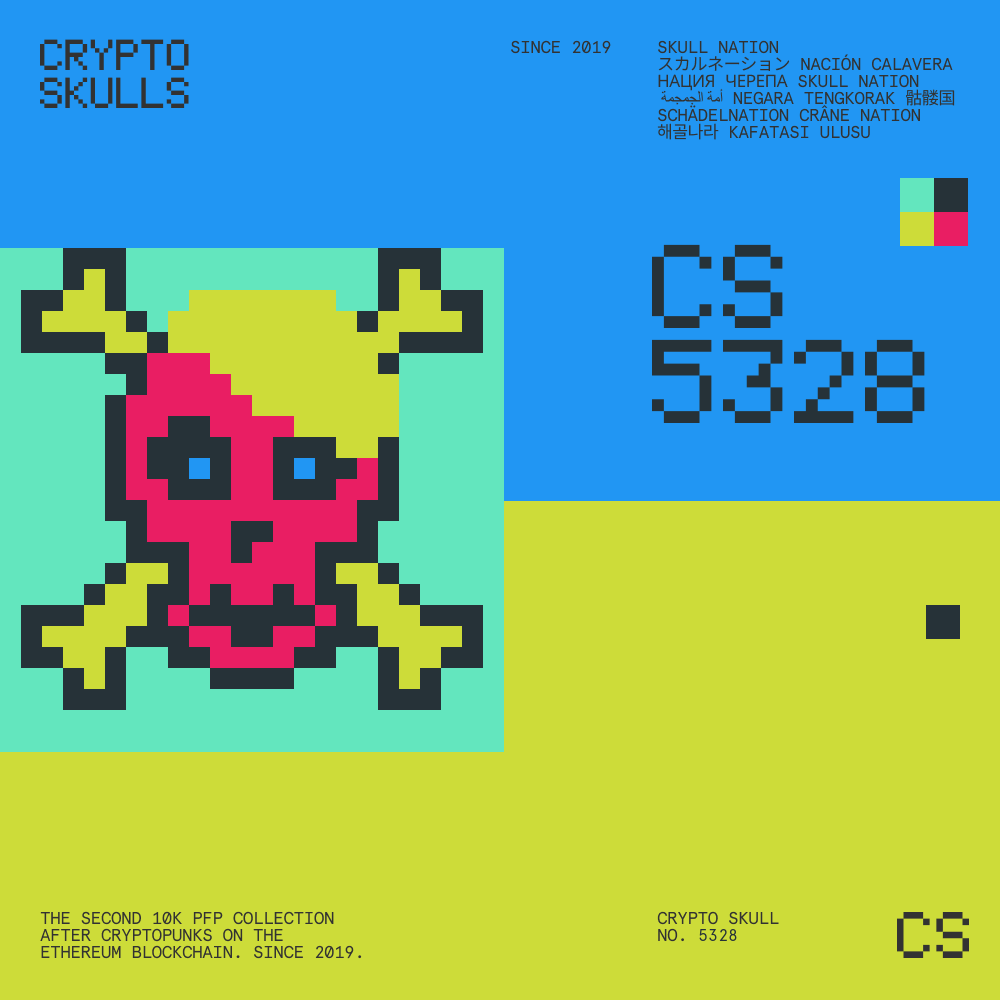 CRYPTO
SKULLS
SINCE 2019
SKULL NATION
スカルネーション NACIÓN CALAVERA
НАЦИЯ ЧЕРЕПА SKULL NATION
أمة الجمجمة NEGARA TENGKORAK 骷髅国
SCHÄDELNATION CRÂNE NATION
해골나라 KAFATASI ULUSU
CS
5328
THE SECOND 10K PFP COLLECTION
AFTER CRYPTOPUNKS ON THE
ETHEREUM BLOCKCHAIN. SINCE 2019.
CRYPTO SKULL
NO. 5328
CS